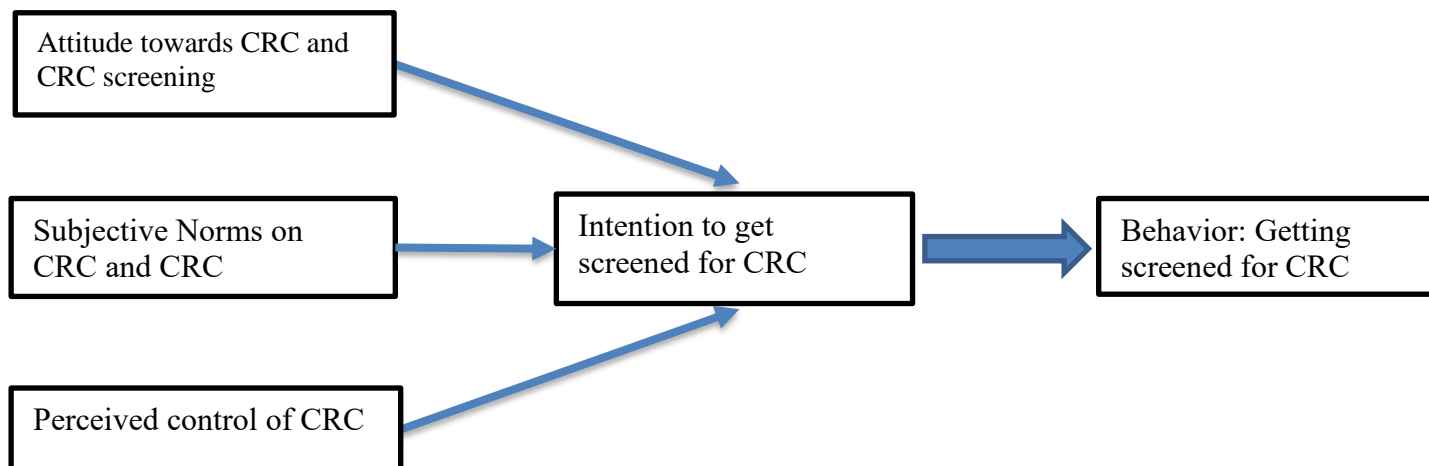 Attitude towards CRC and
CRC screening
Subjective Norms on
CRC and CRC
Perceived control of CRC
Intention to get
screened for CRC
Behavior: Getting
screened for CRC